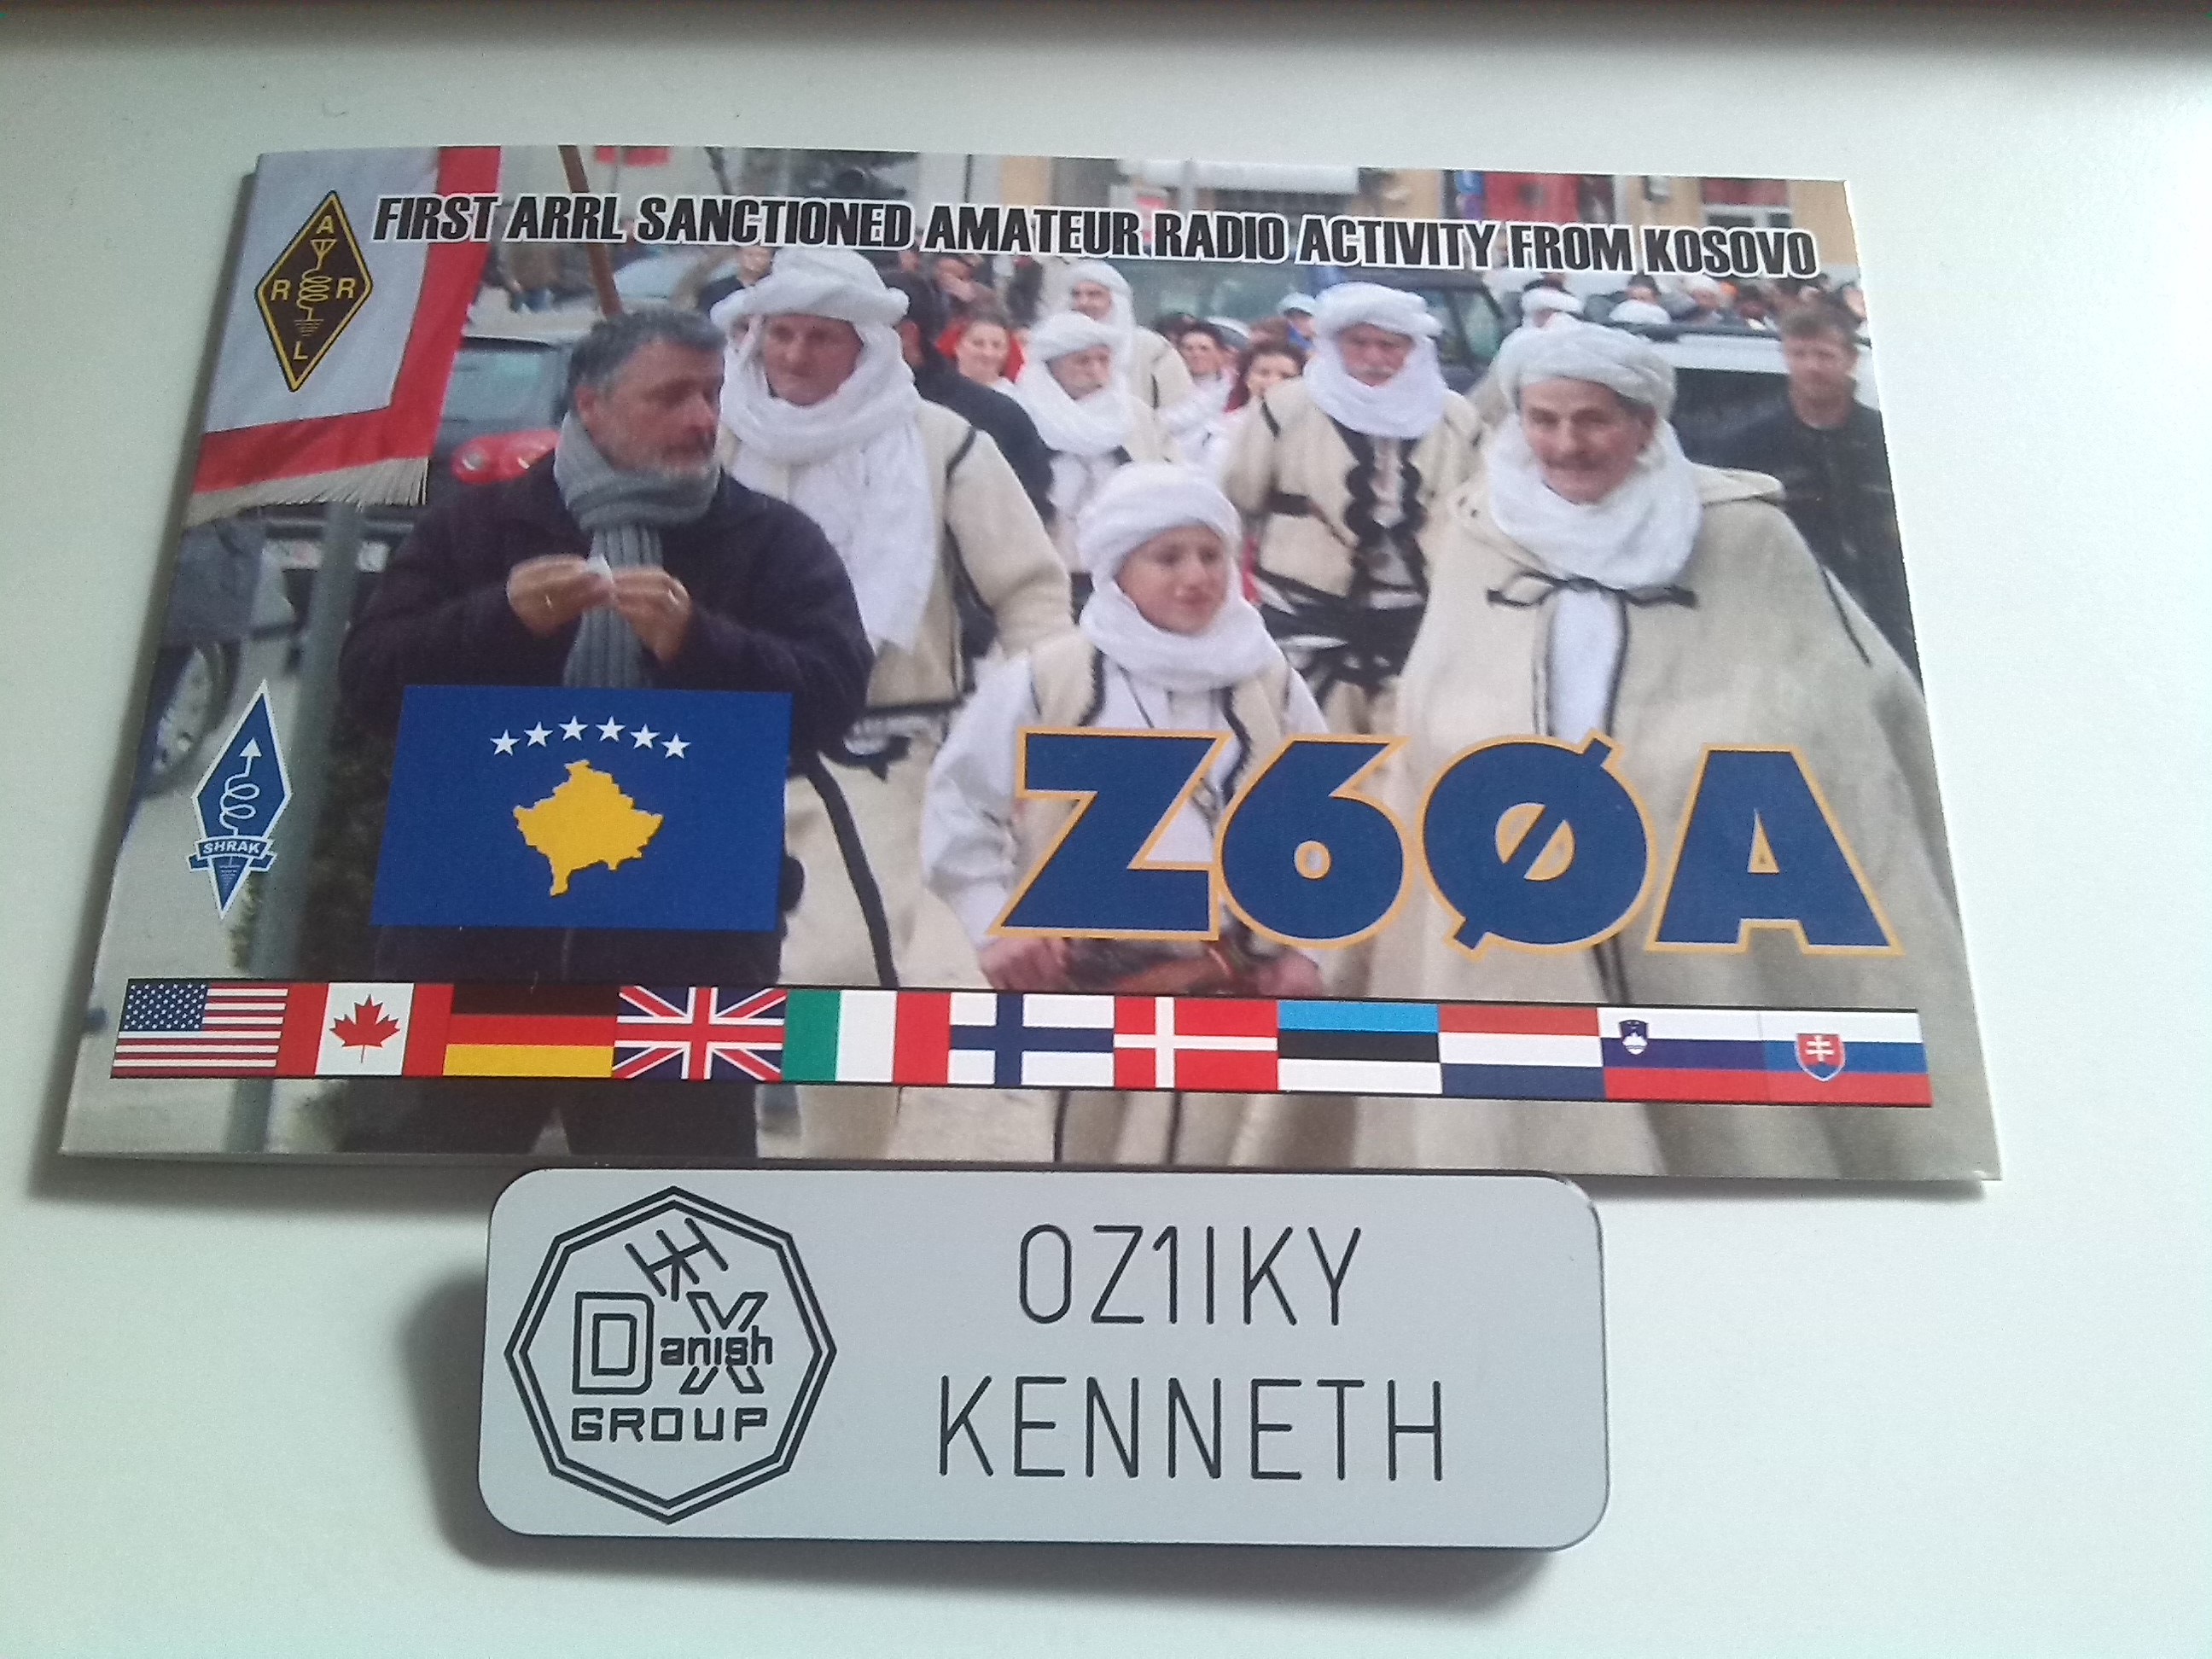 FIRST ARRL SANCTIONED AMATEUR RADIO ACTIVITY FROM KOSOVO
A
R R
L
SHRAK
Z6ØA
Danish
DX
GROUP
OZ1IKY
KENNETH